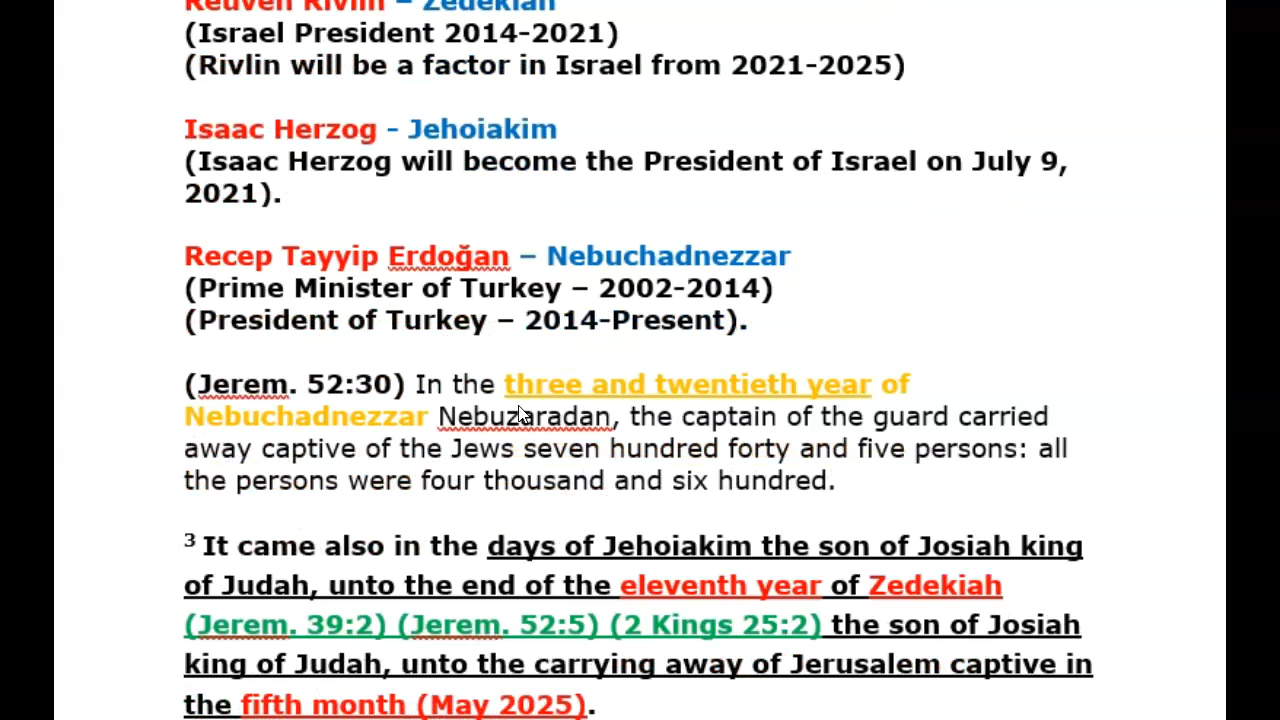 Reuven Rivlin – Zedekiah
(Israel President 2014-2021)
(Rivlin will be a factor in Israel from 2021-2025)
Isaac Herzog - Jehoiakim
(Isaac Herzog will become the President of Israel on July 9,
2021).
Recep Tayyip Erdoğan – Nebuchadnezzar
(Prime Minister of Turkey – 2002-2014)
(President of Turkey – 2014-Present).
(Jerem. 52:30) In the three and twentieth year of
Nebuchadnezzar Nebuzaradan, the captain of the guard carried
away captive of the Jews seven hundred forty and five persons: all
the persons were four thousand and six hundred.
3 It came also in the days of Jehoiakim the son of Josiah king
of Judah, unto the end of the eleventh year of Zedekiah
(Jerem. 39:2) (Jerem. 52:5) (2 Kings 25:2) the son of Josiah
king of Judah, unto the carrying away of Jerusalem captive in
the fifth month (May 2025).